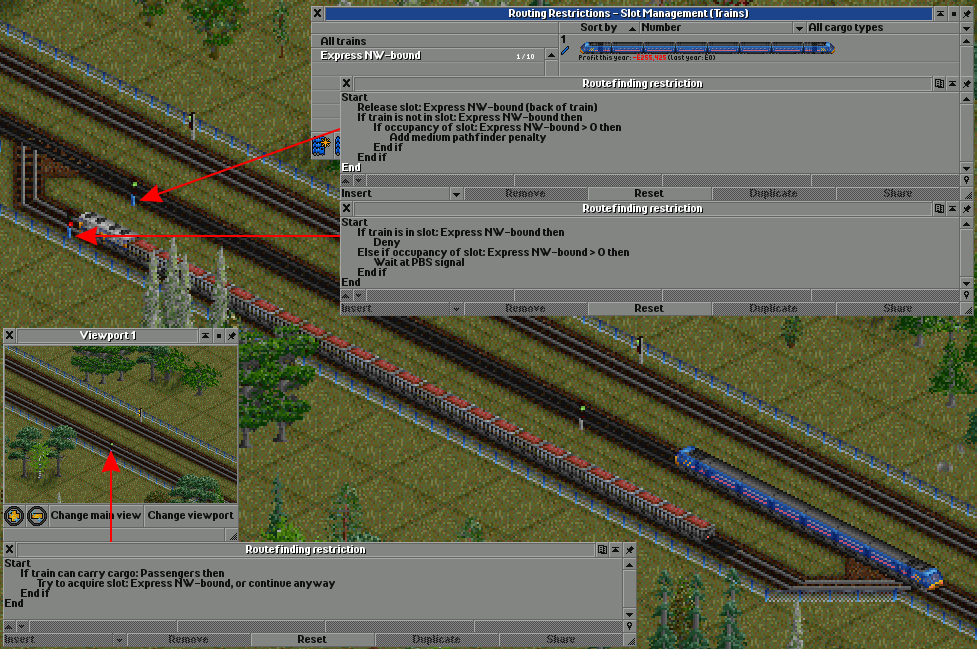 Routing Restrictions - Slot Management (Trains)
All trains
Express NW-bound 1/10
Sort by Number All cargo types
1
Profit this year: -£255,425 (last year: £0)
Routefinding restriction
Start
Release slot: Express NW-bound (back of train)
If train is not in slot: Express NW-bound then
If occupancy of slot: Express NW-bound > 0 then
Add medium pathfinder penalty
End if
End if
End
Insert Remove Reset Duplicate Share
Routefinding restriction
Start
If train is in slot: Express NW-bound then
Deny
Else if occupancy of slot: Express NW-bound > 0 then
Wait at PBS signal
End if
End
Insert Remove Reset Duplicate Share
Viewport 1
Change main view Change viewport
Routefinding restriction
Start
If train can carry cargo: Passengers then
Try to acquire slot: Express NW-bound, or continue anyway
End if
End
Insert Remove Reset Duplicate Share